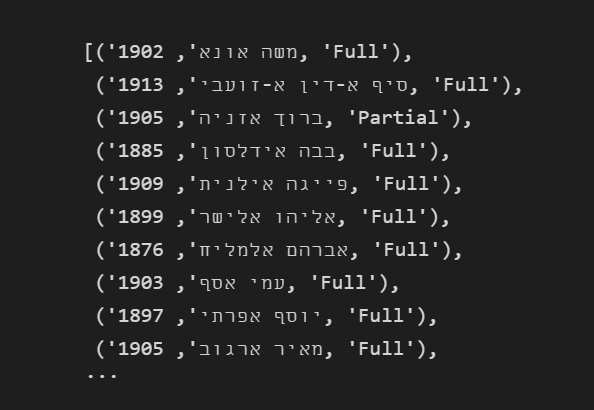 [('משה אונא', 1902, 'Full'),
('סיף א-דין א-זועבי', 1913, 'Full'),
('ברוך אזניה', 1905, 'Partial'),
('בבה אידלסון', 1885, 'Full'),
('פייגה אילנית', 1909, 'Full'),
('אליהו אלישר', 1899, 'Full'),
('אברהם אלמליח', 1876, 'Full'),
('עמי אסף', 1903, 'Full'),
('יוסף אפרתי', 1897, 'Full'),
('מאיר ארגוב', 1905, 'Full'),
...